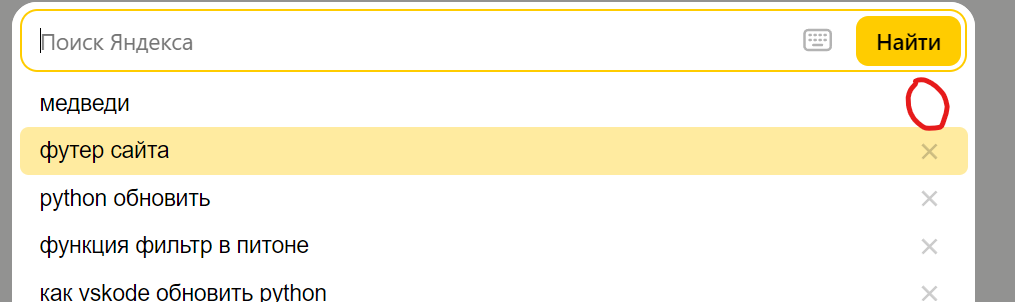 Поиск Яндекса
Найти
медведи
футер сайта
python обновить
функция фильтр в питоне
как vskode обновить python